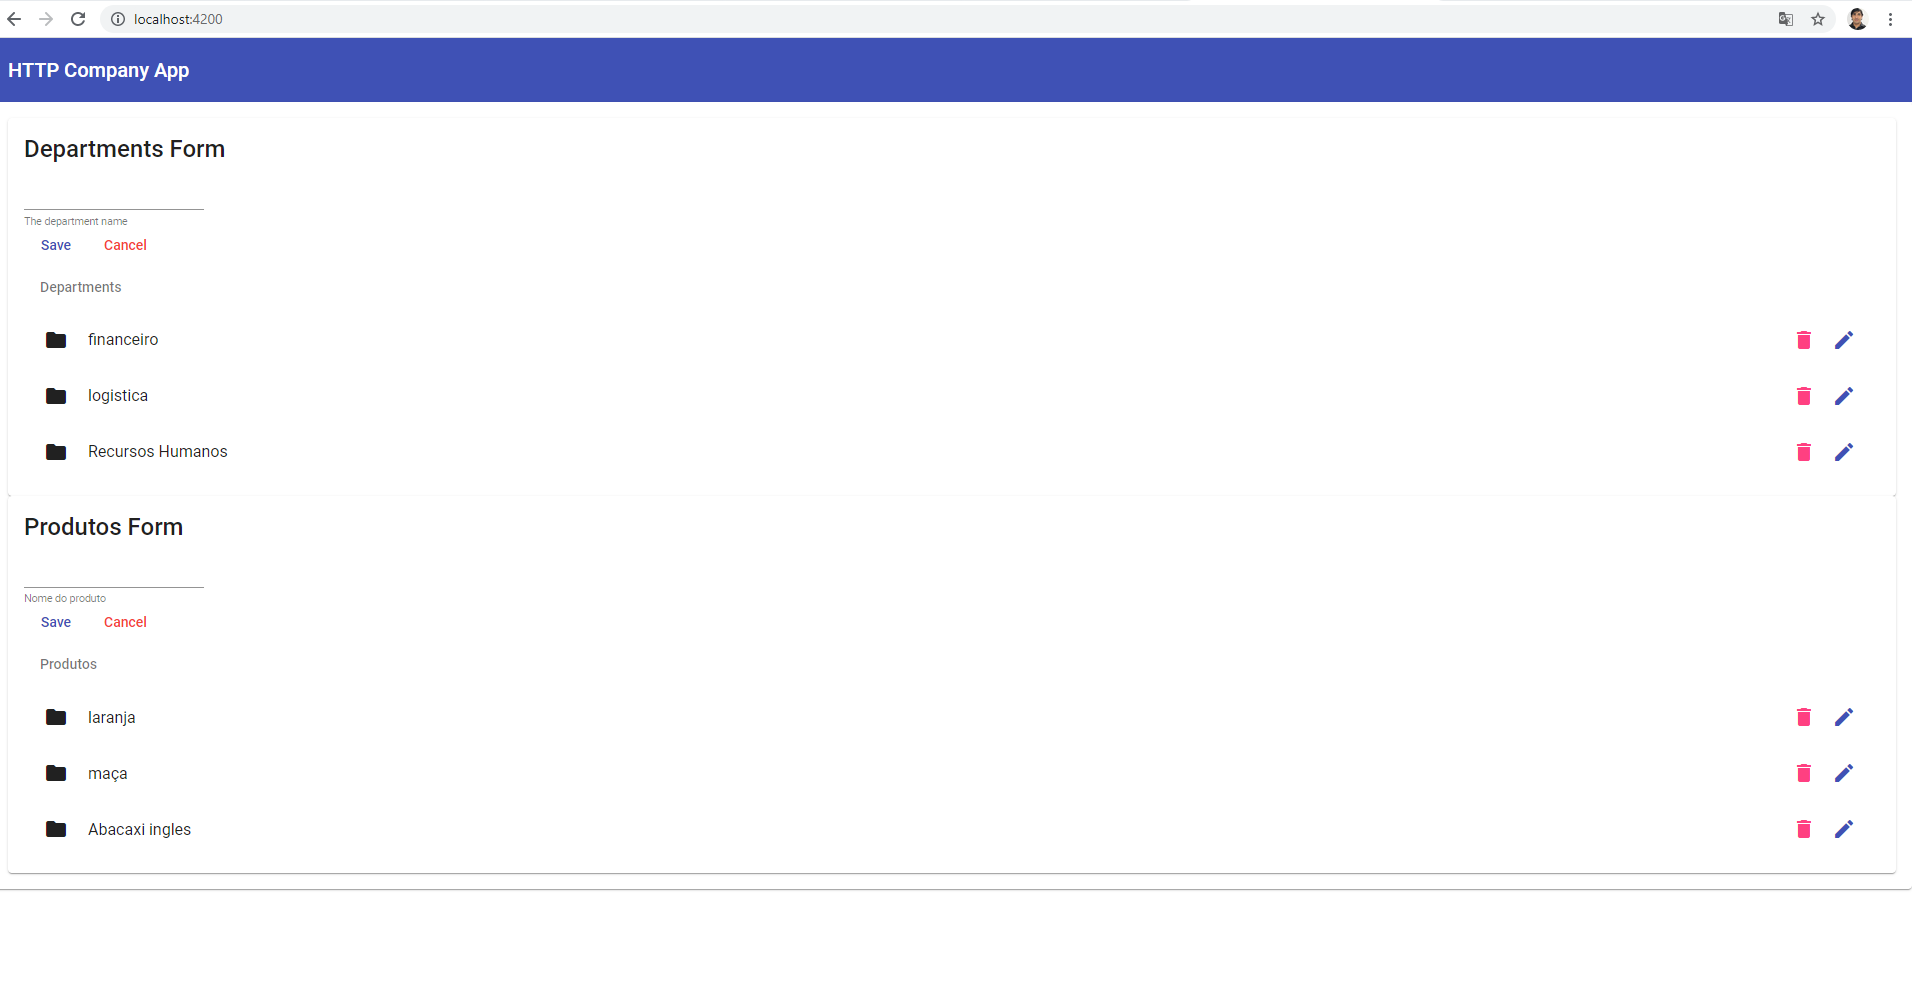 localhost:4200
HTTP Company App
Departments Form
The department name
Save Cancel
Departments
financeiro
logistica
Recursos Humanos
Produtos Form
Nome do produto
Save Cancel
Produtos
laranja
maça
Abacaxi ingles